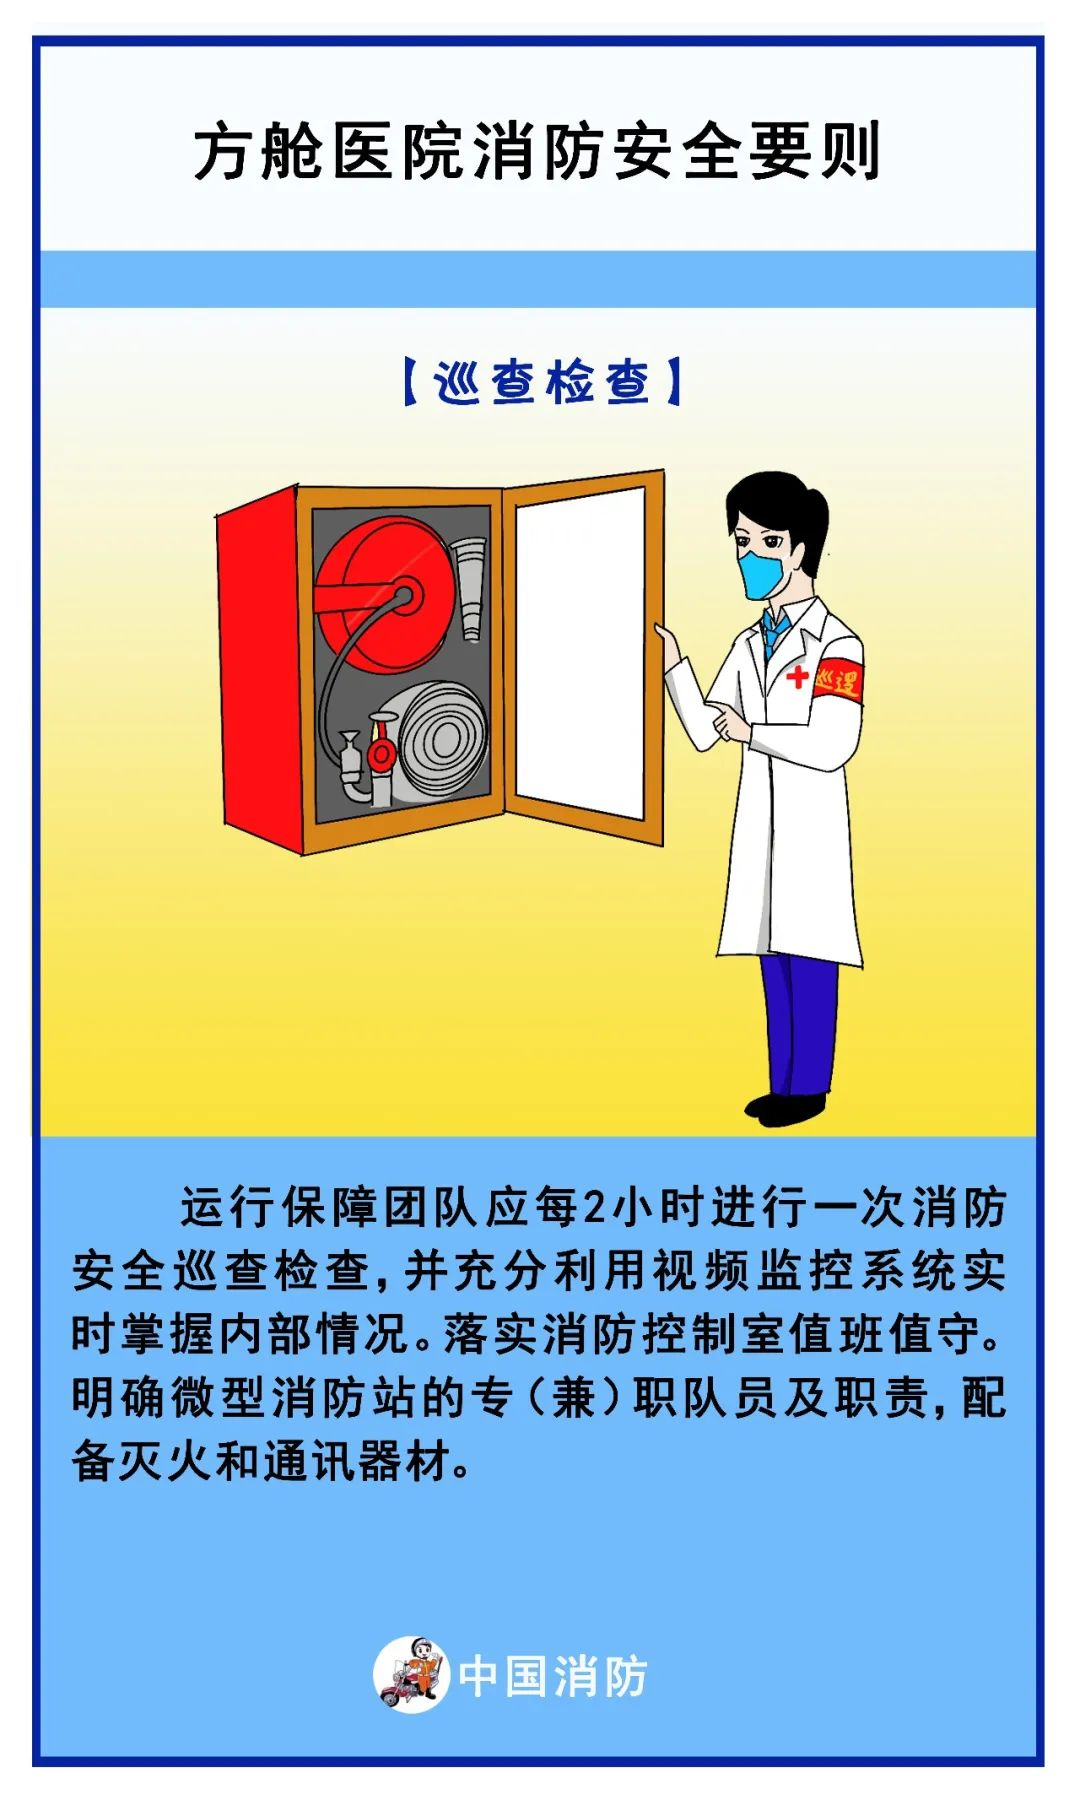 方舱医院消防安全要则
【巡查检查】
巡逻
运行保障团队应每2小时进行一次消防
安全巡查检查，并充分利用视频监控系统实
时掌握内部情况。落实消防控制室值班值守。
明确微型消防站的专（兼）职队员及职责，配
备灭火和通讯器材。
中国消防